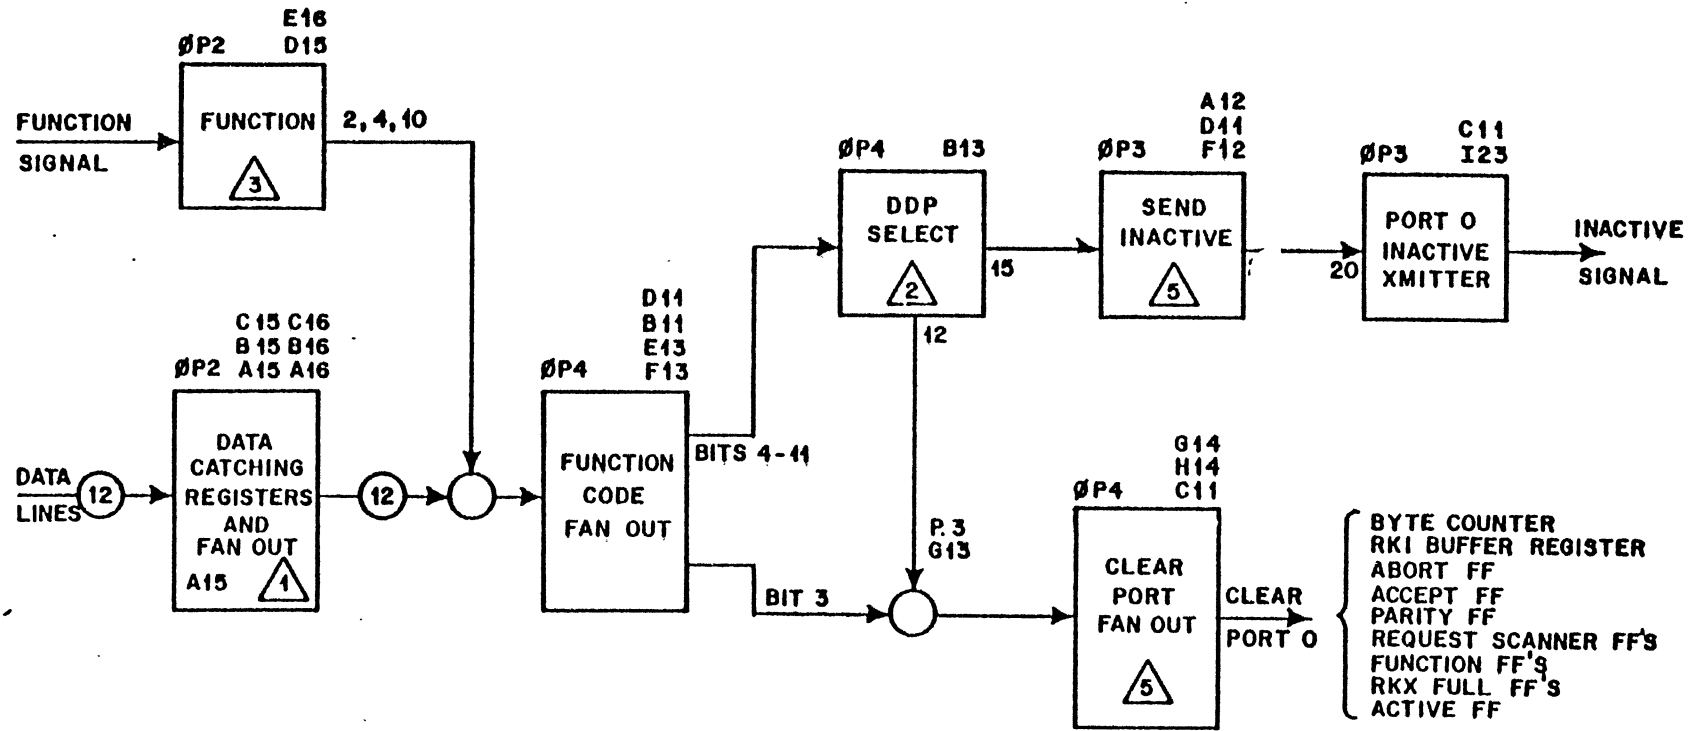 E16
ØP2 D15
FUNCTION
SIGNAL
FUNCTION
3
2, 4, 10
C15 C16
B15 B16
ØP2 A15 A16
DATA
LINES
12
DATA
CATCHING
REGISTERS
AND
FAN OUT
A15
1
12
D11
B11
E13
ØP4 F13
FUNCTION
CODE
FAN OUT
BITS 4-11
BIT 3
ØP4 B13
DDP
SELECT
2
15
12
P.3
G13
A12
D11
ØP3 F12
SEND
INACTIVE
5
20
C11
ØP3 I23
PORT 0
INACTIVE
XMITTER
INACTIVE
SIGNAL
G14
H14
ØP4 C11
CLEAR
PORT
FAN OUT
5
CLEAR
PORT 0
BYTE COUNTER
RKI BUFFER REGISTER
ABORT FF
ACCEPT FF
PARITY FF
REQUEST SCANNER FF'S
FUNCTION FF'S
RKX FULL FF'S
ACTIVE FF